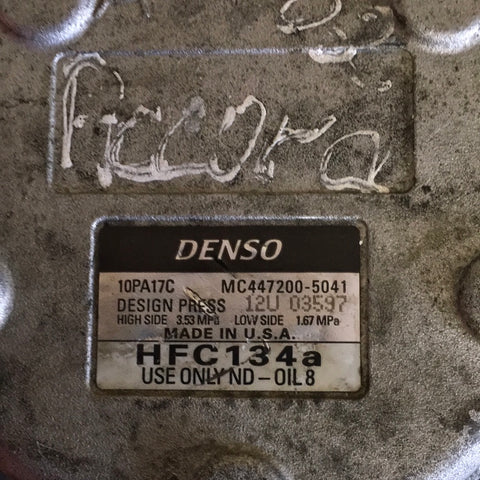 DENSO
10PA17C MC447200-5041
DESIGN PRESS 12U 03597
HIGH SIDE 3.53 MPa LOW SIDE 1.67 MPa
MADE IN U.S.A.
HFC134a
USE ONLY ND-OIL 8